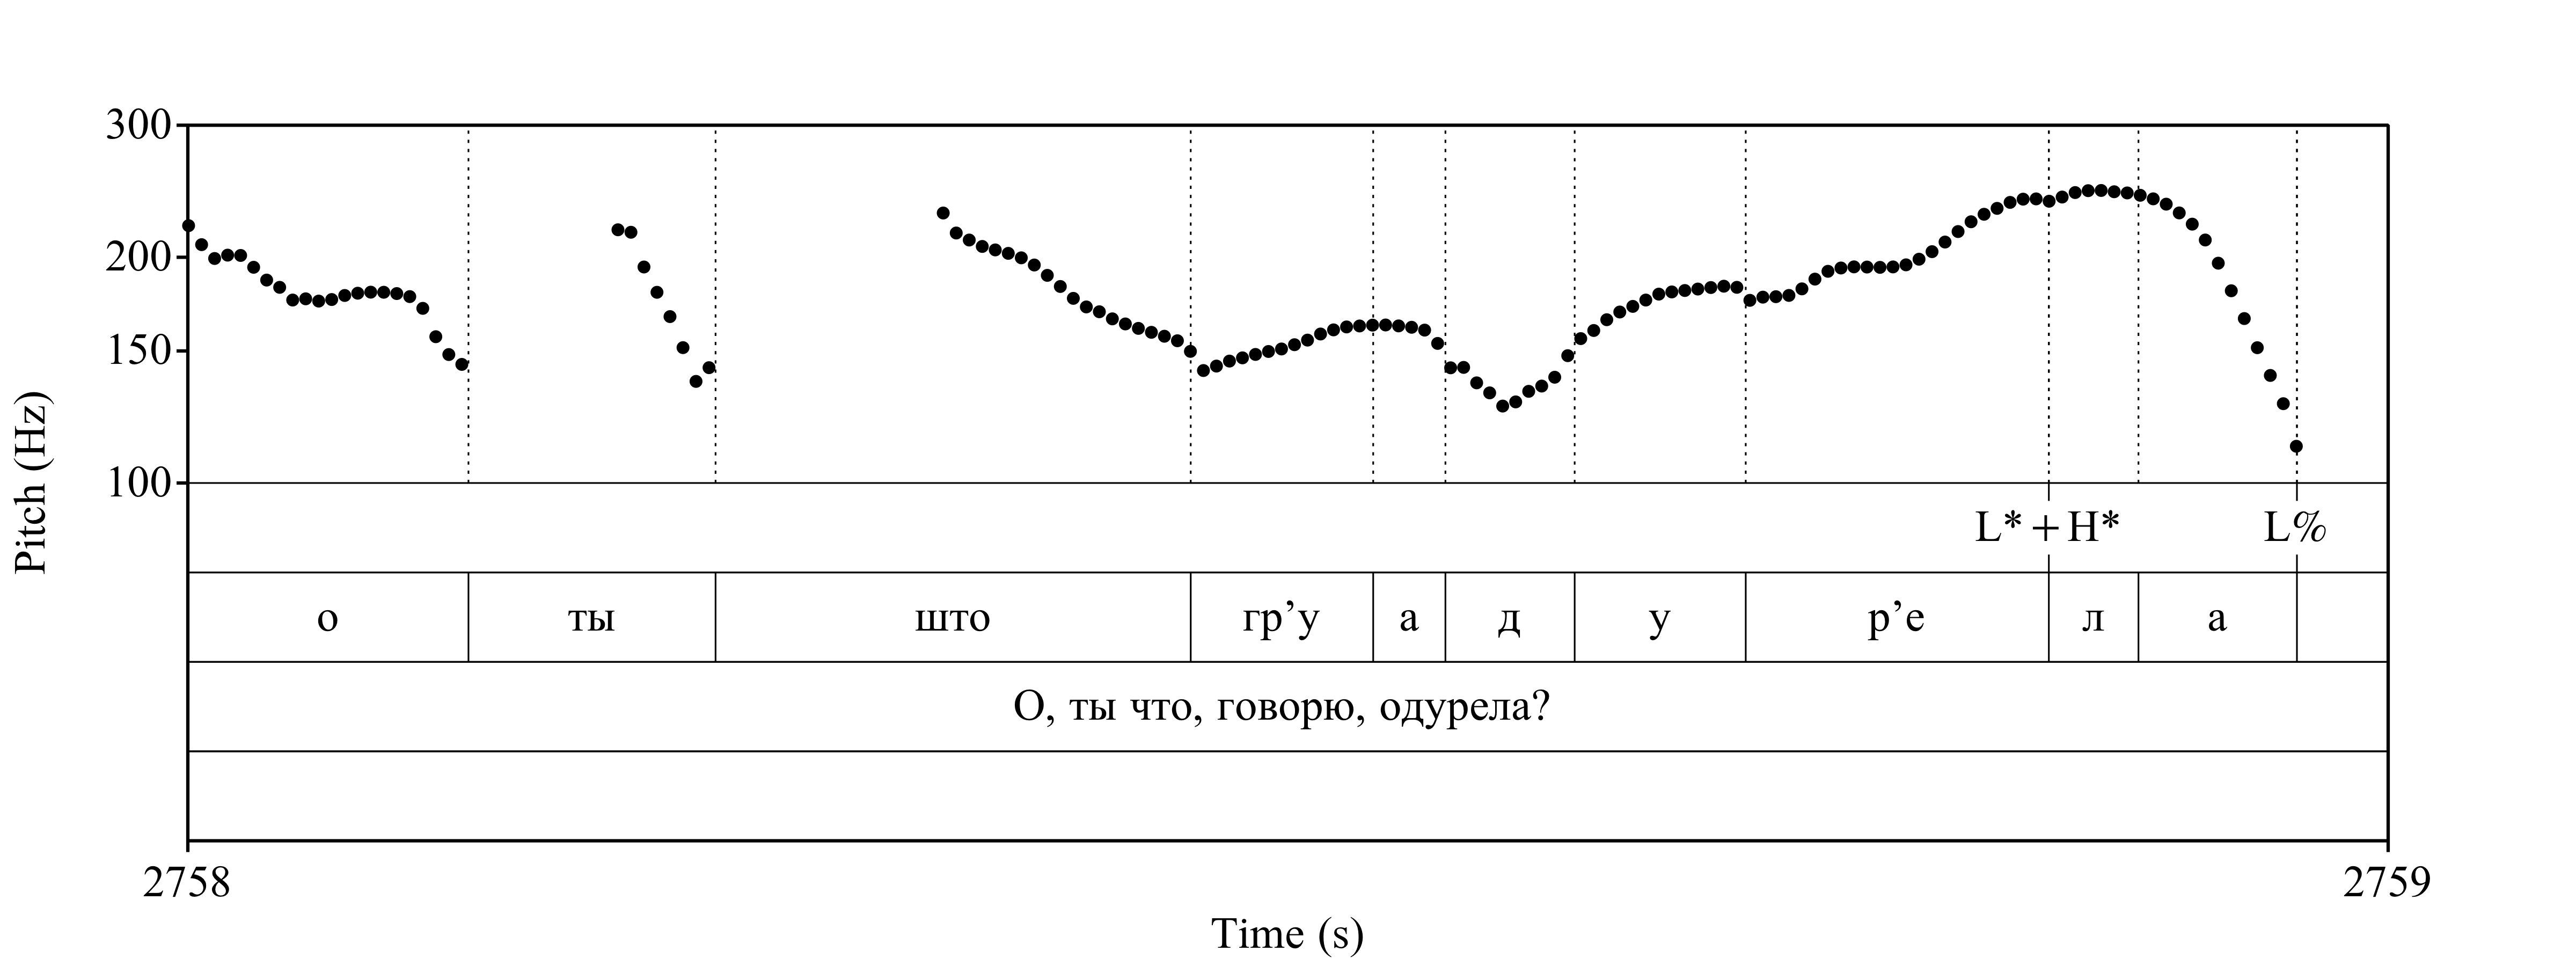 300
200
150
100
Pitch (Hz)
L*+H* L%
о ты што гр’у а д у р’е л а
О, ты что, говорю, одурела?
2758 2759
Time (s)